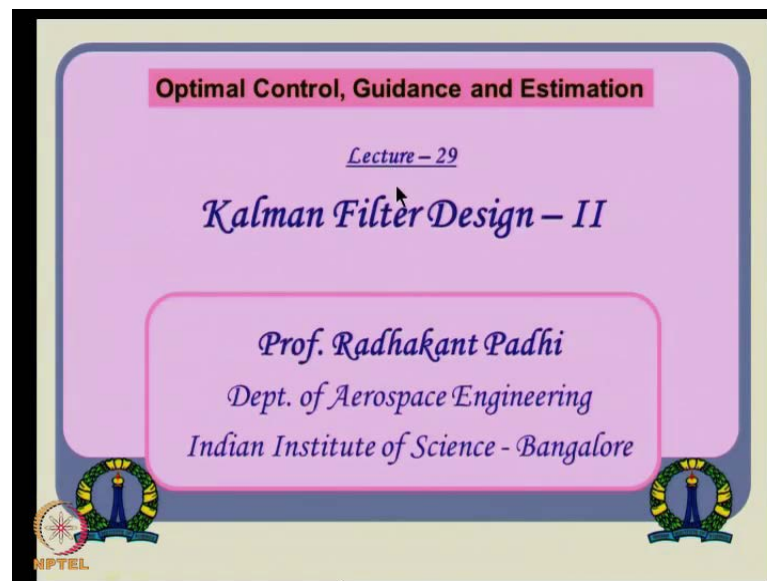 Optimal Control, Guidance and Estimation
Lecture – 29
Kalman Filter Design – II
Prof. Radhakant Padhi
Dept. of Aerospace Engineering
Indian Institute of Science - Bangalore
NPTEL